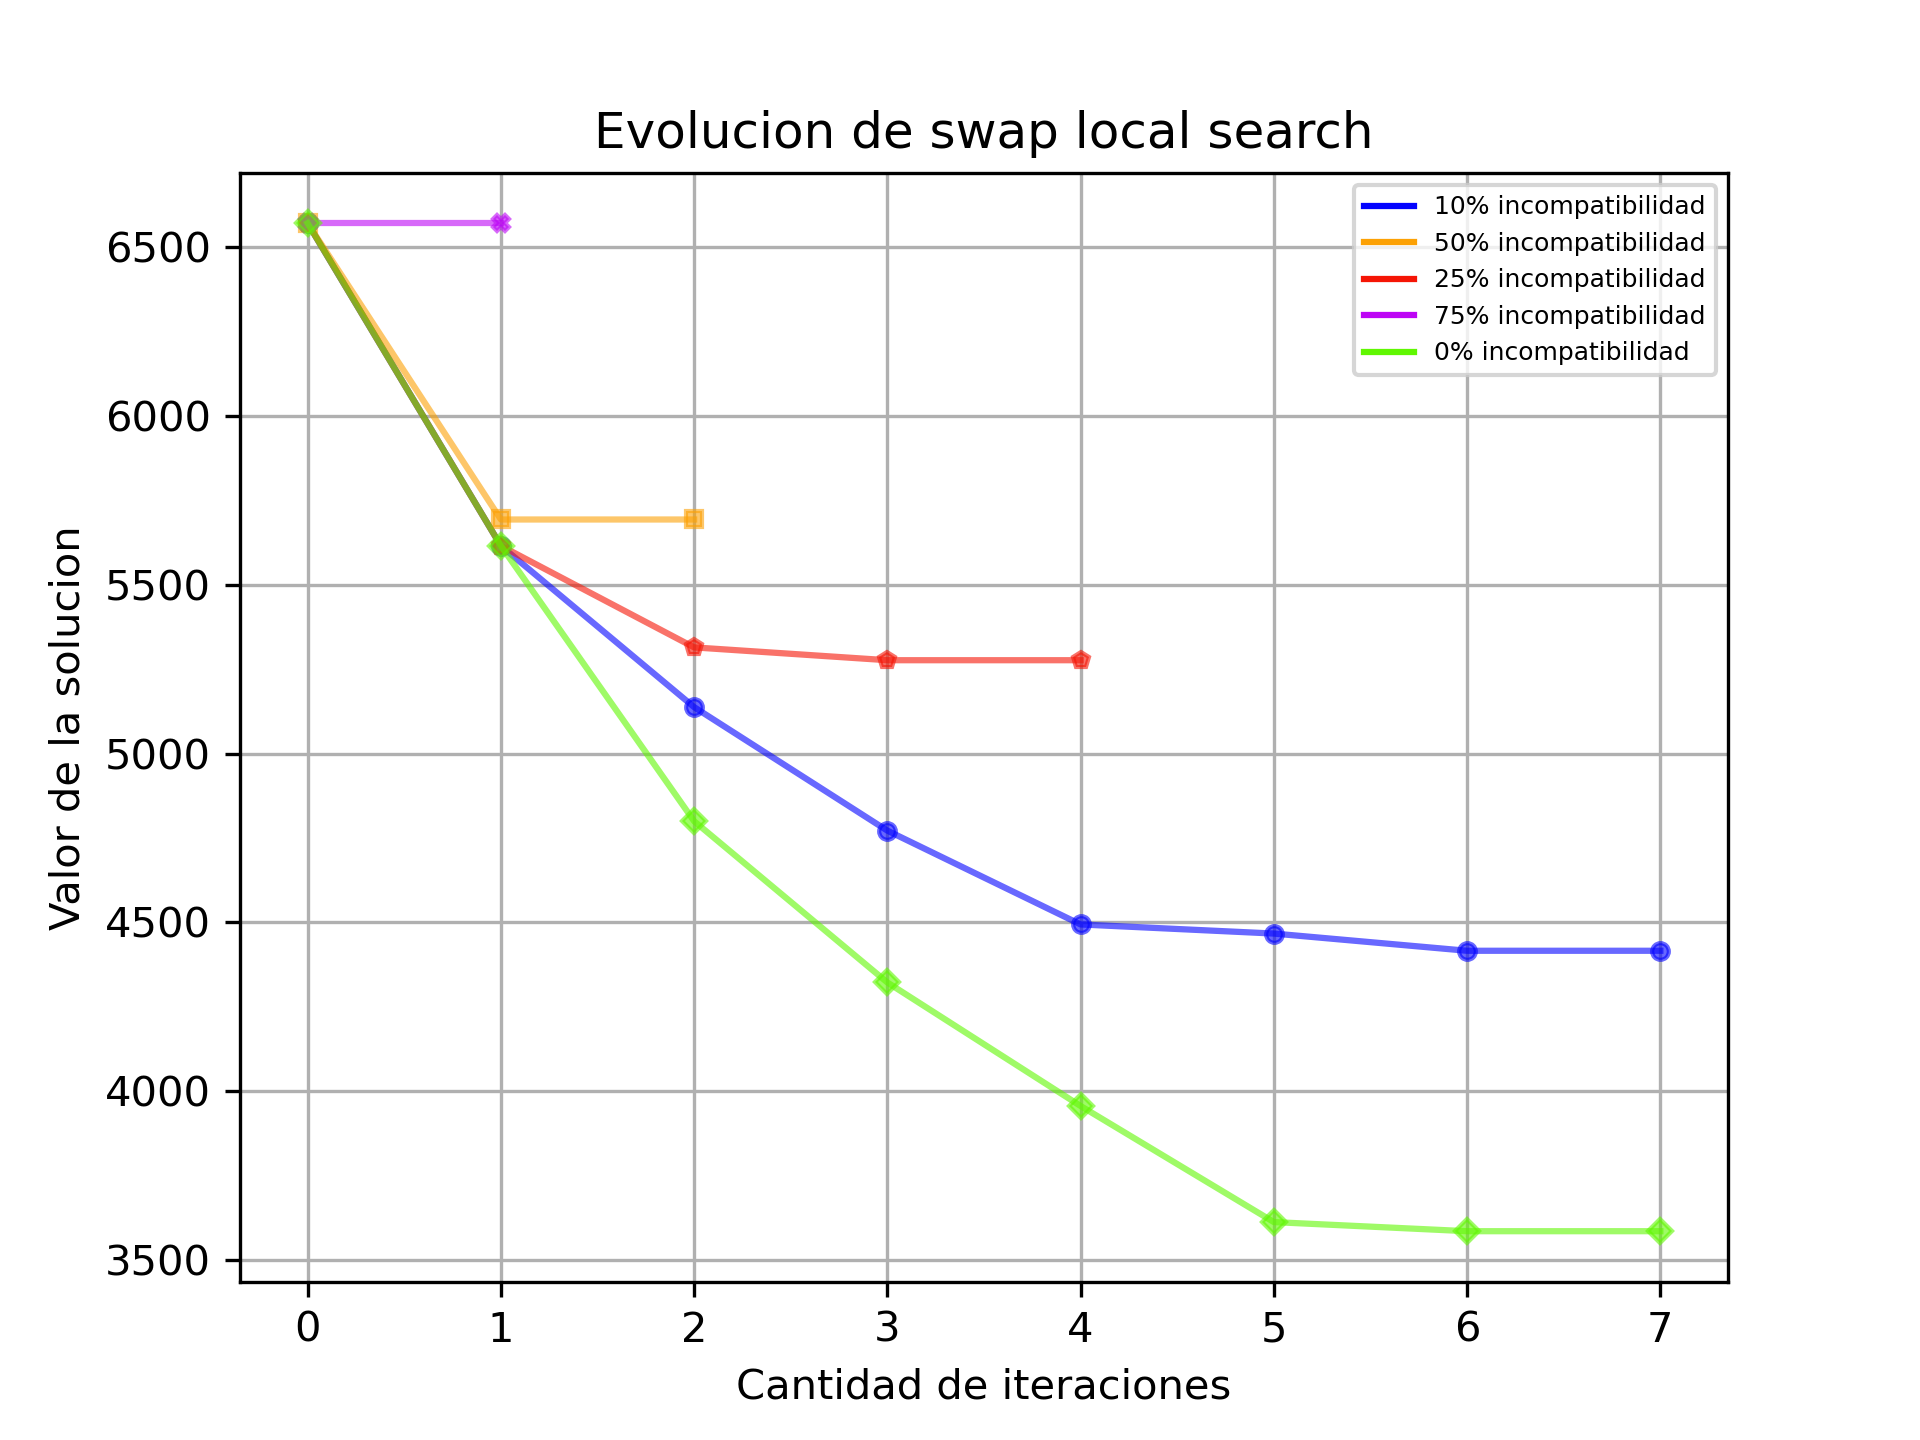 Evolucion de swap local search
10% incompatibilidad
50% incompatibilidad
25% incompatibilidad
75% incompatibilidad
0% incompatibilidad
Valor de la solucion
6500
6000
5500
5000
4500
4000
3500
0 1 2 3 4 5 6 7
Cantidad de iteraciones